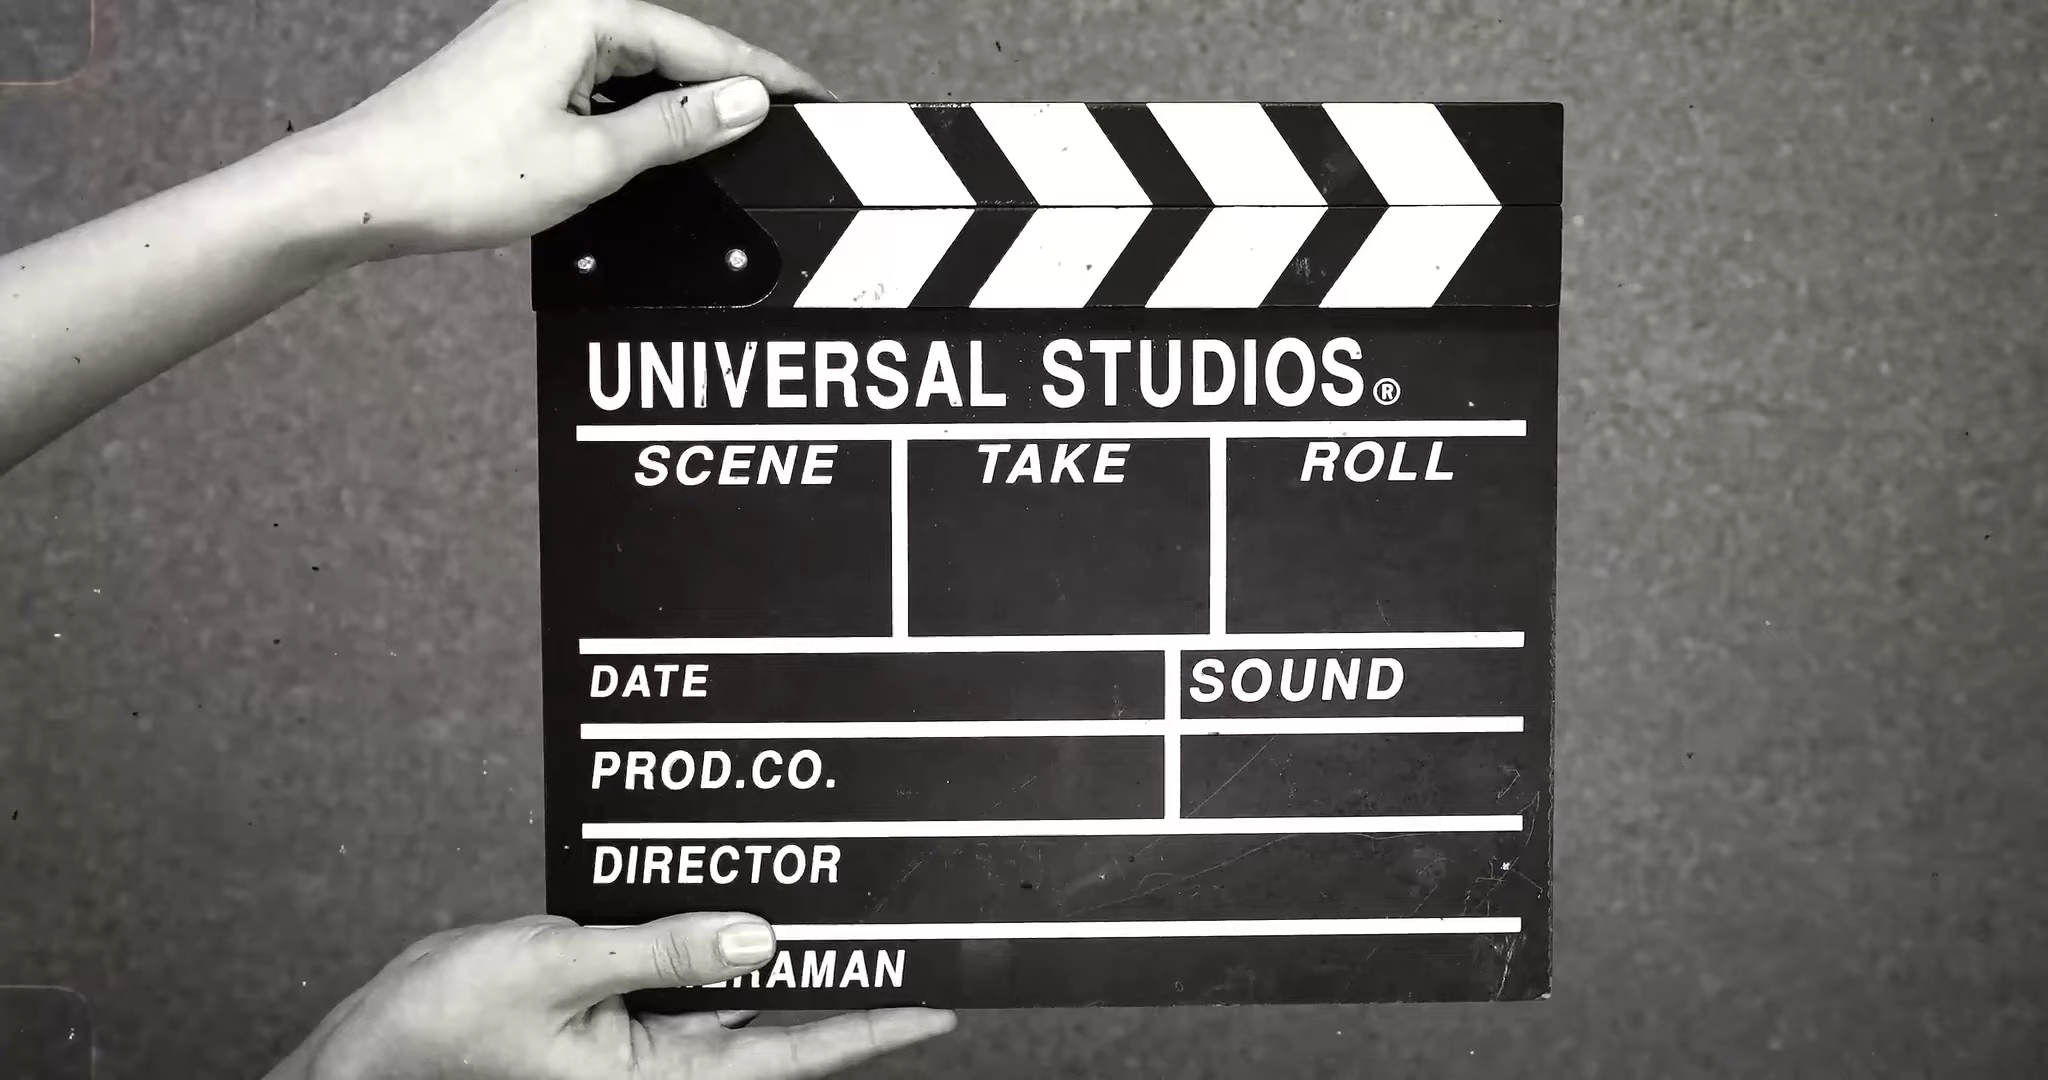 UNIVERSAL STUDIOS®
SCENE TAKE ROLL
DATE SOUND
PROD.CO.
DIRECTOR